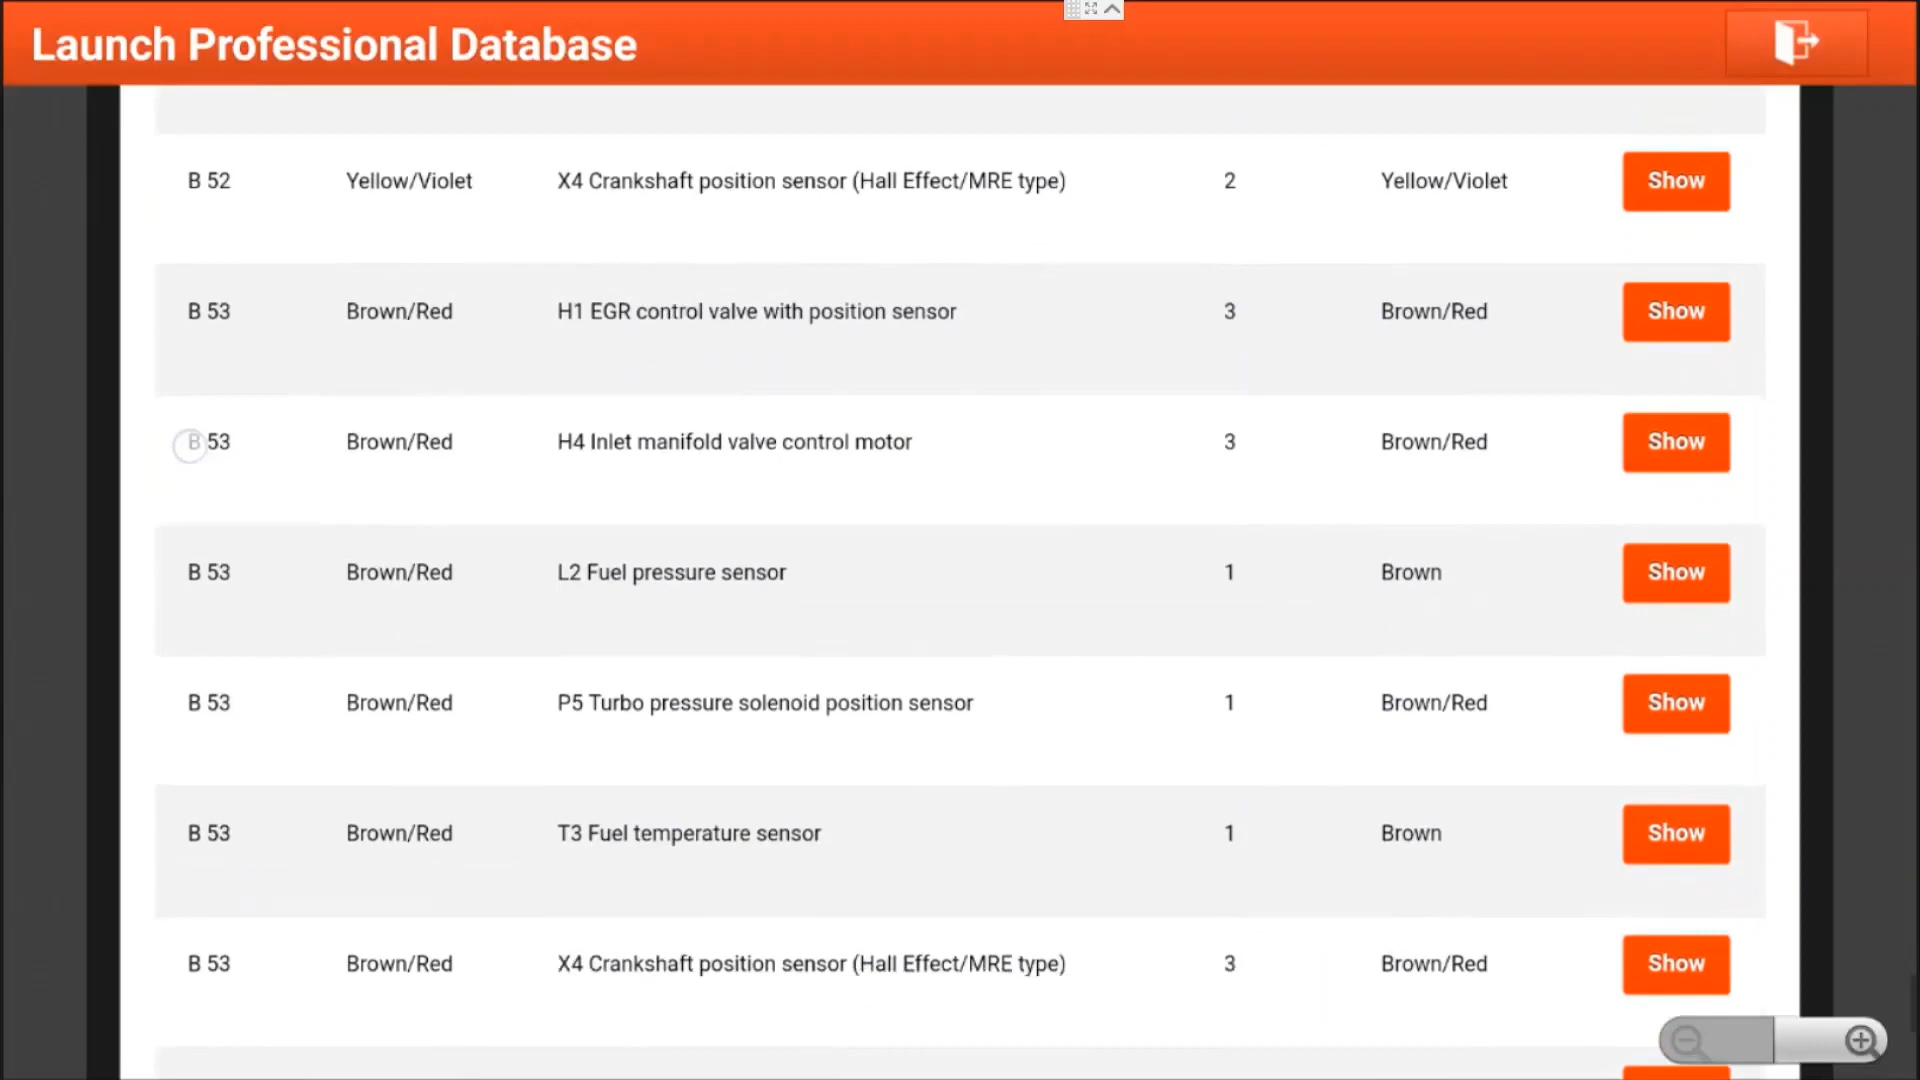 Launch Professional Database
B 52 Yellow/Violet X4 Crankshaft position sensor (Hall Effect/MRE type) 2 Yellow/Violet Show
B 53 Brown/Red H1 EGR control valve with position sensor 3 Brown/Red Show
B 53 Brown/Red H4 Inlet manifold valve control motor 3 Brown/Red Show
B 53 Brown/Red L2 Fuel pressure sensor 1 Brown Show
B 53 Brown/Red P5 Turbo pressure solenoid position sensor 1 Brown/Red Show
B 53 Brown/Red T3 Fuel temperature sensor 1 Brown Show
B 53 Brown/Red X4 Crankshaft position sensor (Hall Effect/MRE type) 3 Brown/Red Show